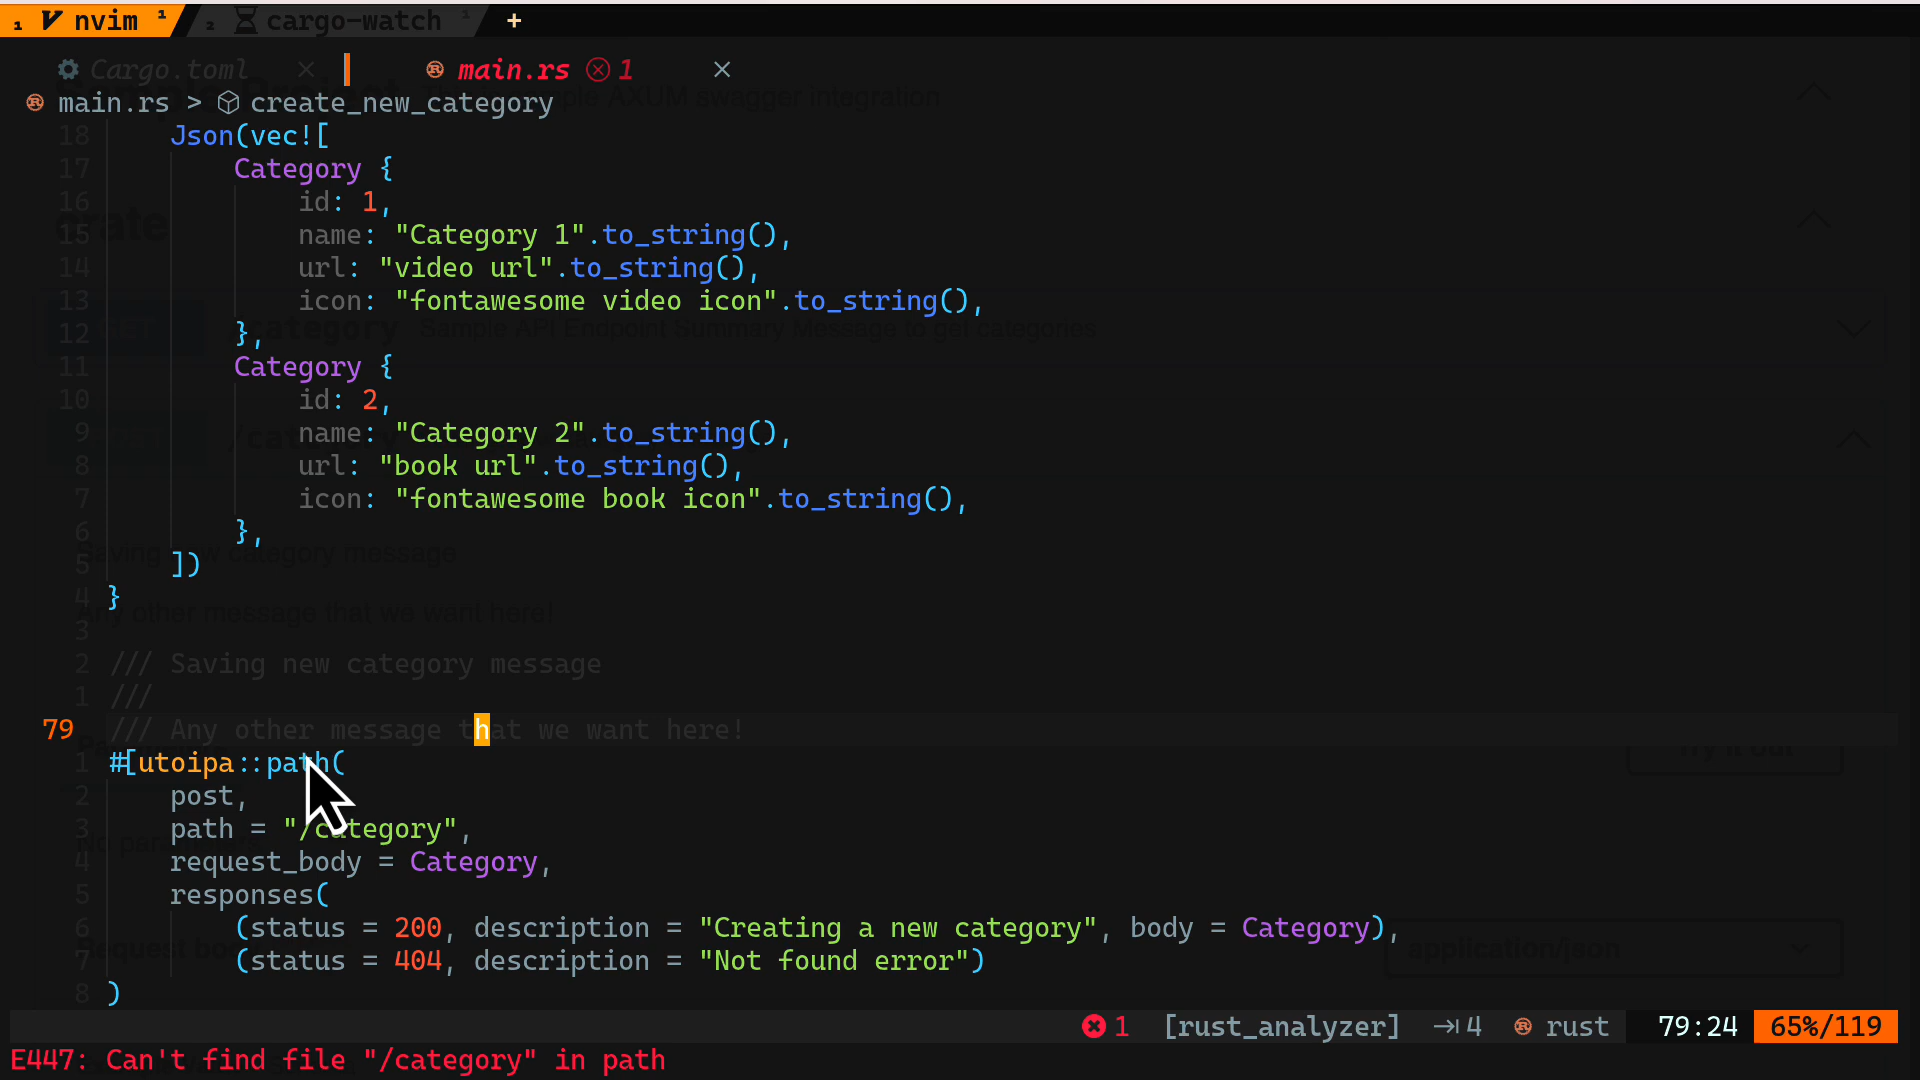 1 nvim 1 2 cargo-watch 1 +
Cargo.toml × main.rs 1 ×
main.rs > create_new_category
18 Json(vec![
17 Category {
16 id: 1,
15 name: "Category 1".to_string(),
14 url: "video url".to_string(),
13 icon: "fontawesome video icon".to_string(),
12 },
11 Category {
10 id: 2,
9 name: "Category 2".to_string(),
8 url: "book url".to_string(),
7 icon: "fontawesome book icon".to_string(),
6 },
5 ])
4 }
3
2 /// Saving new category message
1 ///
79 /// Any other message that we want here!
1 #[utoipa::path(
2 post,
3 path = "/category",
4 request_body = Category,
5 responses(
6 (status = 200, description = "Creating a new category", body = Category),
7 (status = 404, description = "Not found error")
8 )
1 [rust_analyzer] 4 rust 79:24 65%/119
E447: Can't find file "/category" in path